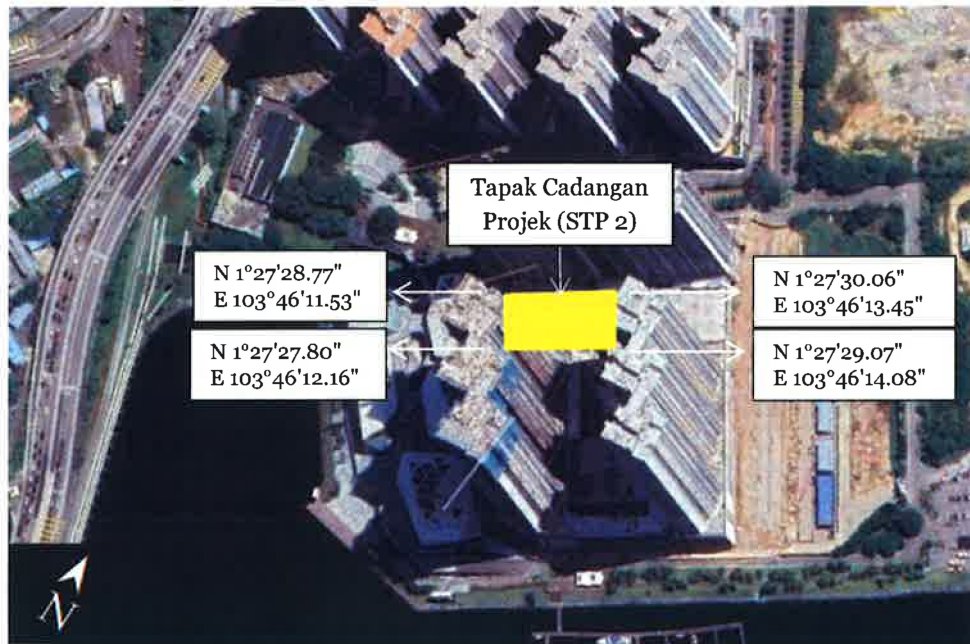 Tapak Cadangan
Projek (STP 2)
N 1°27'28.77"
E 103°46'11.53"
N 1°27'30.06"
E 103°46'13.45"
N 1°27'27.80"
E 103°46'12.16"
N 1°27'29.07"
E 103°46'14.08"
N